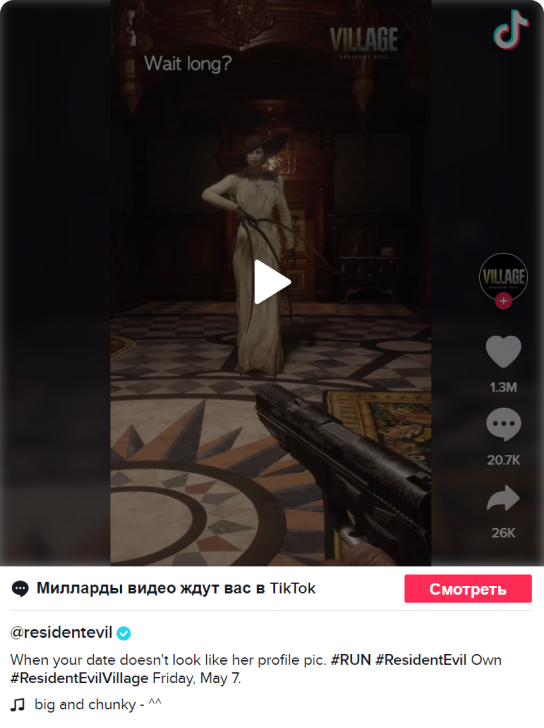 VILLAGE
RESIDENT EVIL.
Wait long?
VILLAGE
1.3M
20.7K
26K
Милларды видео ждут вас в TikTok
Смотреть
@residentevil
When your date doesn't look like her profile pic. #RUN #ResidentEvil Own
#ResidentEvilVillage Friday, May 7.
big and chunky - ^^